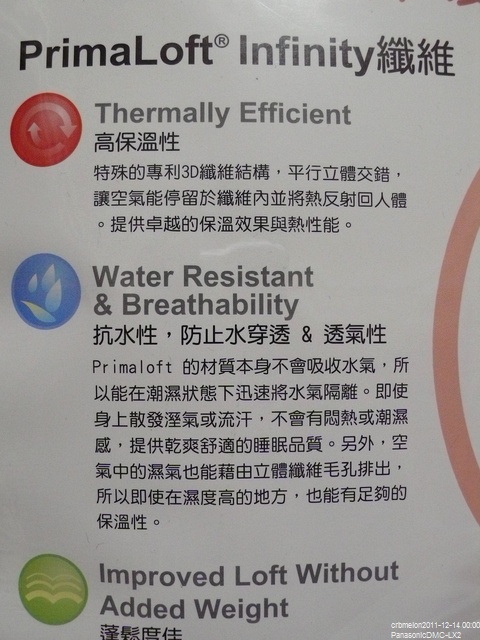 PrimaLoft® Infinity纖維
Thermally Efficient
高保溫性
特殊的專利3D纖維結構，平行立體交錯，
讓空氣能停留於纖維內並將熱反射回人體
。提供卓越的保溫效果與熱性能。
Water Resistant
& Breathability
抗水性，防止水穿透 & 透氣性
Primaloft 的材質本身不會吸收水氣，所
以能在潮濕狀態下迅速將水氣隔離。即使
身上散發溼氣或流汗，不會有悶熱或潮濕
感，提供乾爽舒適的睡眠品質。另外，空
氣中的濕氣也能藉由立體纖維毛孔排出，
所以即使在濕度高的地方，也能有足夠的
保溫性。
Improved Loft Without
Added Weight
蓬鬆度佳
crbmelon2011-12-14 00:00
PanasonicDMC-LX2